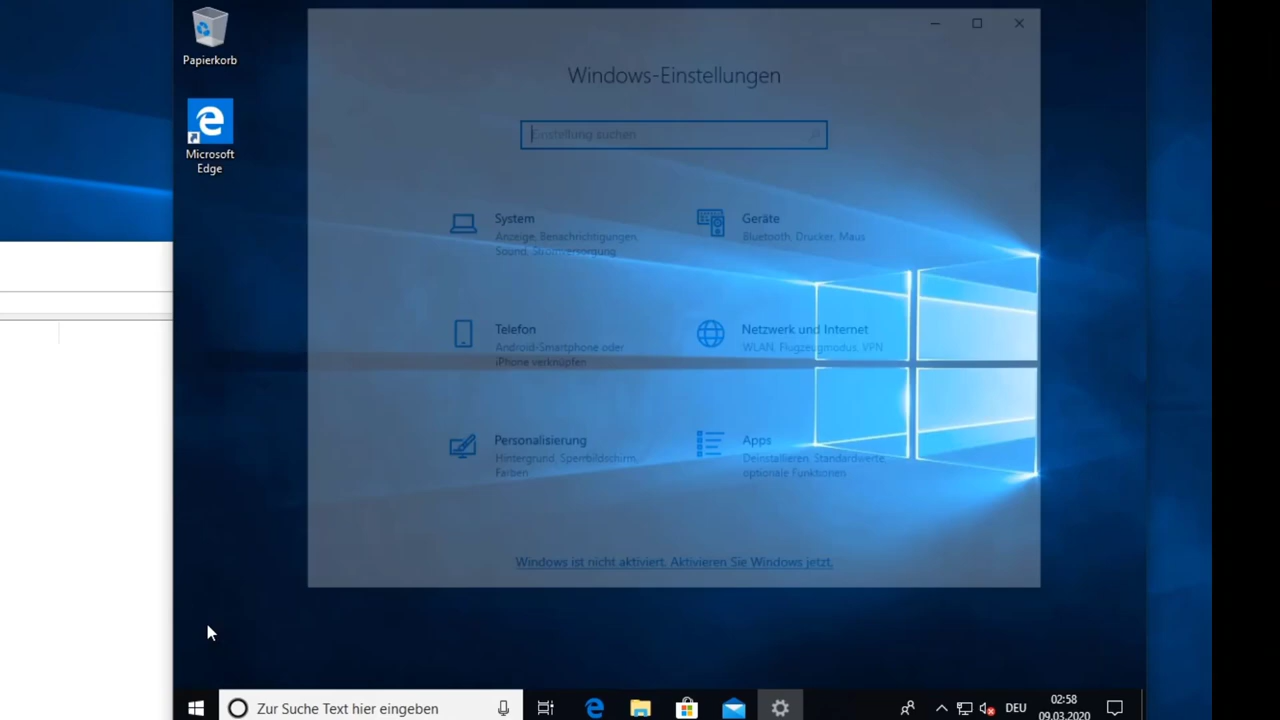 Papierkorb
Microsoft
Edge
Windows-Einstellungen
Einstellung suchen
System
Anzeige, Benachrichtigungen,
Sound, Stromversorgung
Geräte
Bluetooth, Drucker, Maus
Telefon
Android-Smartphone oder
iPhone verknüpfen
Netzwerk und Internet
WLAN, Flugzeugmodus, VPN
Personalisierung
Hintergrund, Sperrbildschirm,
Farben
Apps
Deinstallieren, Standardwerte,
optionale Funktionen
Windows ist nicht aktiviert. Aktivieren Sie Windows jetzt.
Zur Suche Text hier eingeben
DEU
02:58
09.03.2020